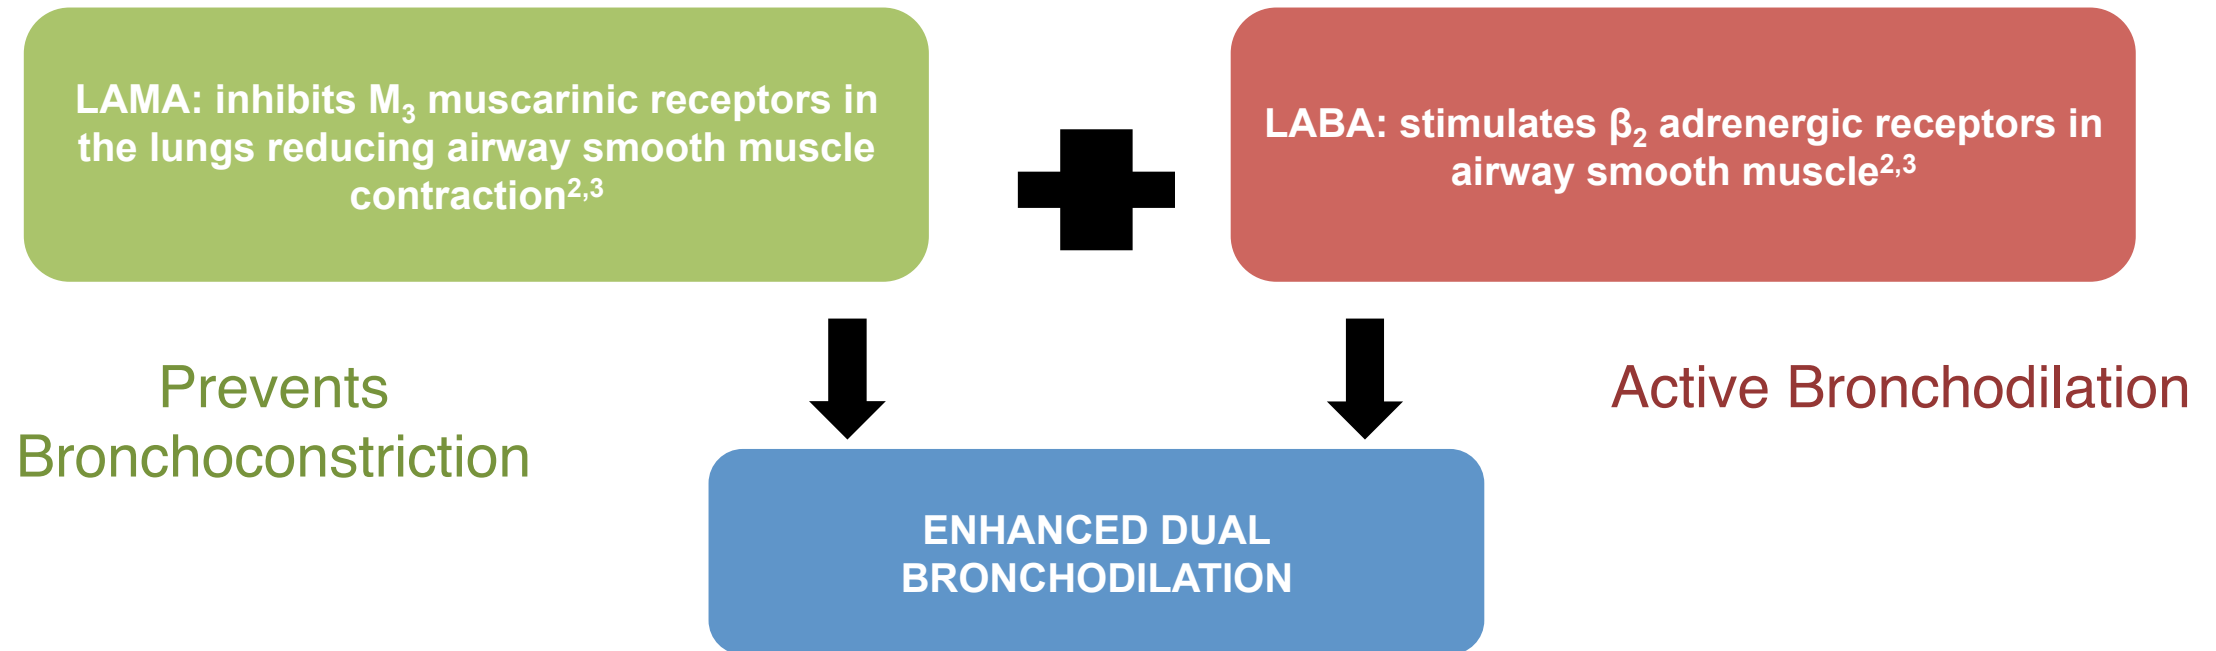 LAMA: inhibits M₃ muscarinic receptors in
the lungs reducing airway smooth muscle
contraction²,³
LABA: stimulates β₂ adrenergic receptors in
airway smooth muscle²,³
Prevents
Bronchoconstriction
Active Bronchodilation
ENHANCED DUAL
BRONCHODILATION